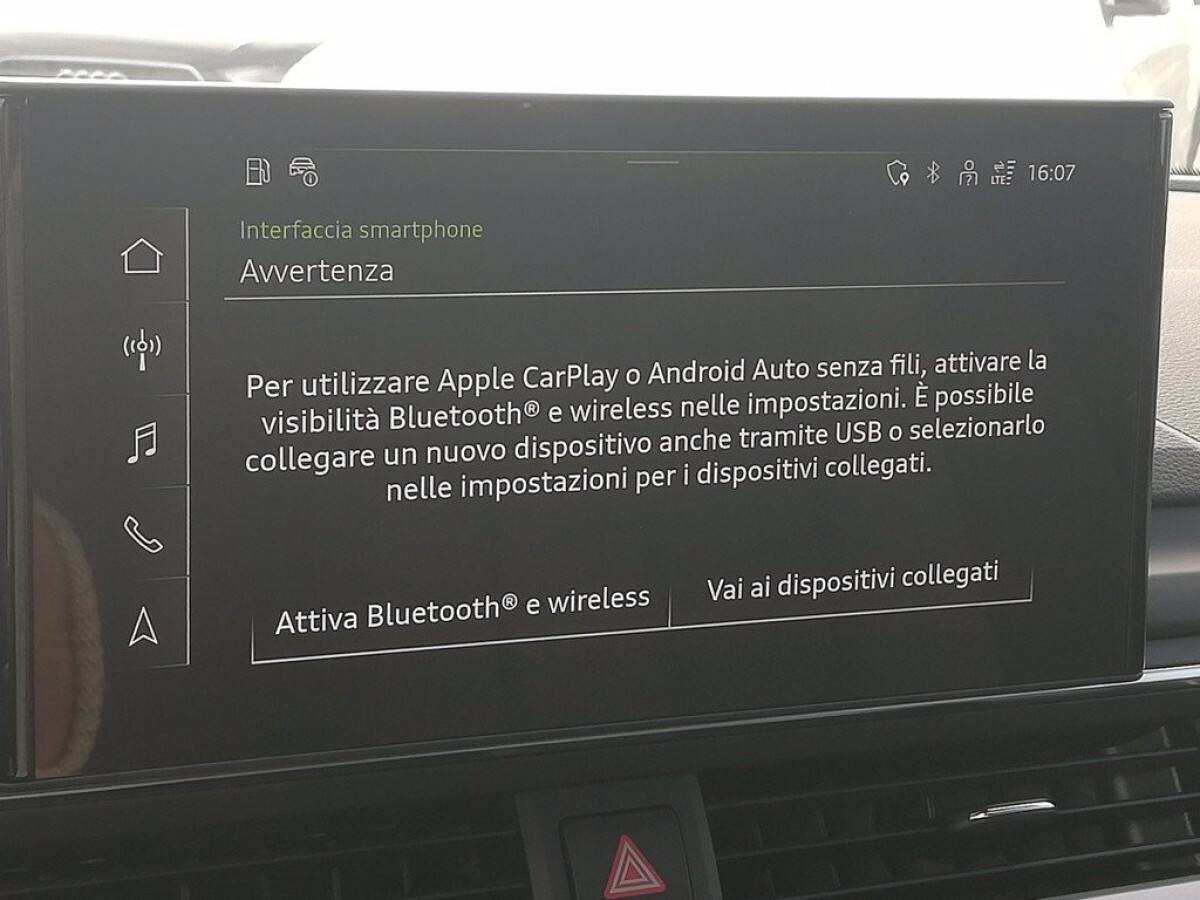 LTE 16:07
Interfaccia smartphone
Avvertenza
Per utilizzare Apple CarPlay o Android Auto senza fili, attivare la
visibilità Bluetooth® e wireless nelle impostazioni. È possibile
collegare un nuovo dispositivo anche tramite USB o selezionarlo
nelle impostazioni per i dispositivi collegati.
Attiva Bluetooth® e wireless
Vai ai dispositivi collegati